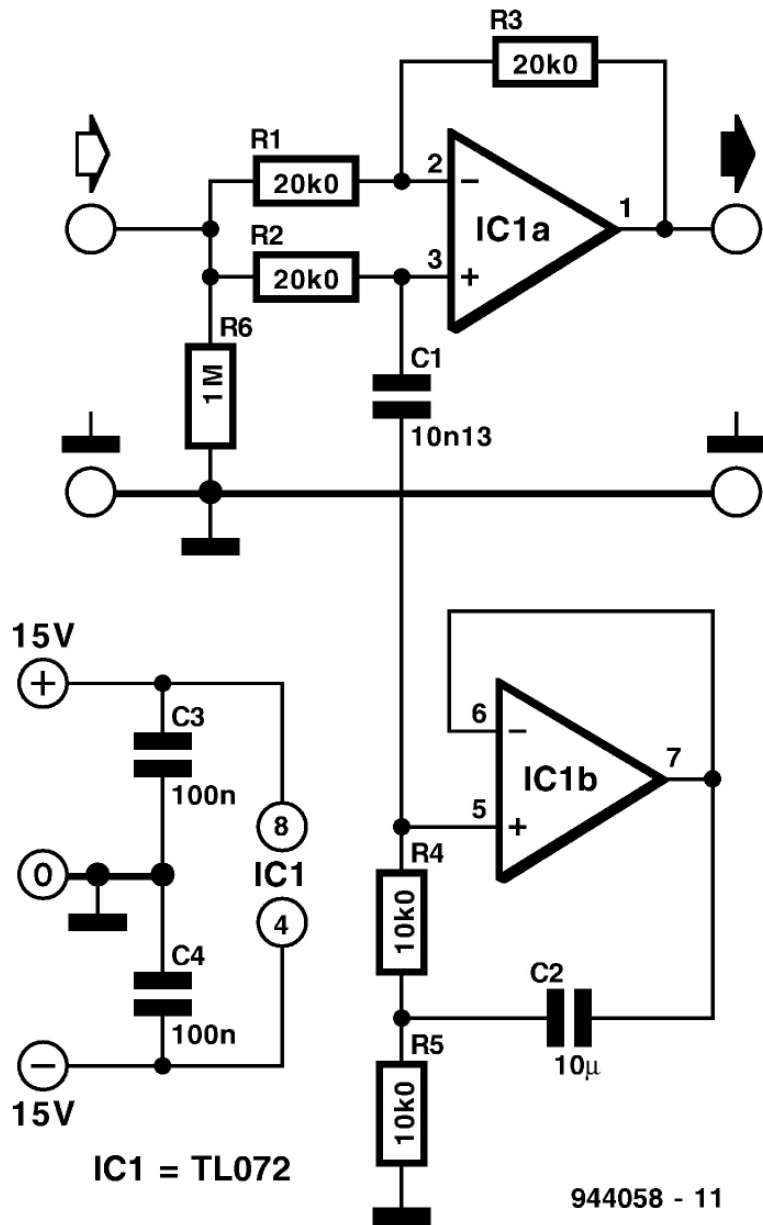 R3
20k0
R1
20k0
2
−
IC1a
1
R2
20k0
3
+
R6
1M
C1
10n13
15V
+
C3
100n
8
0
IC1
4
C4
100n
−
15V
6
−
IC1b
7
5
+
R4
10k0
C2
10µ
R5
10k0
IC1 = TL072
944058 - 11